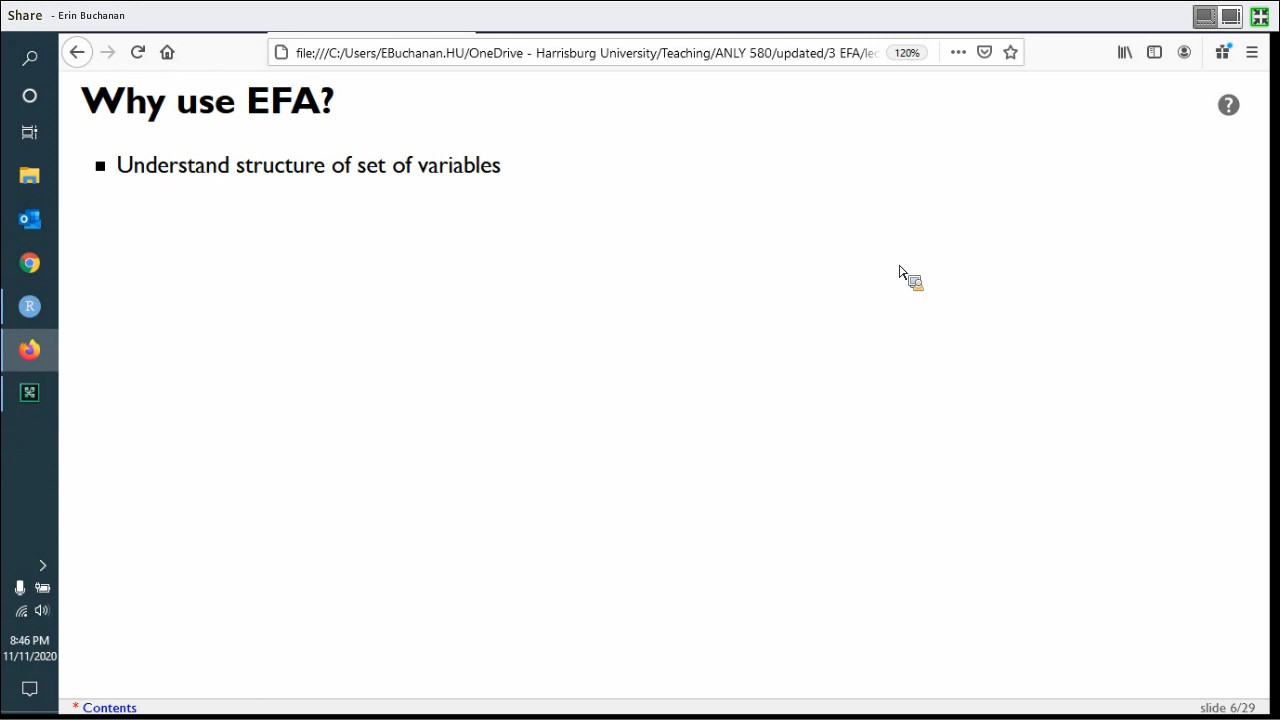 Share - Erin Buchanan
file:///C:/Users/EBuchanan.HU/OneDrive - Harrisburg University/Teaching/ANLY 580/updated/3 EFA/lec
120%
Why use EFA?
?
Understand structure of set of variables
R
8:46 PM
11/11/2020
* Contents
slide 6/29